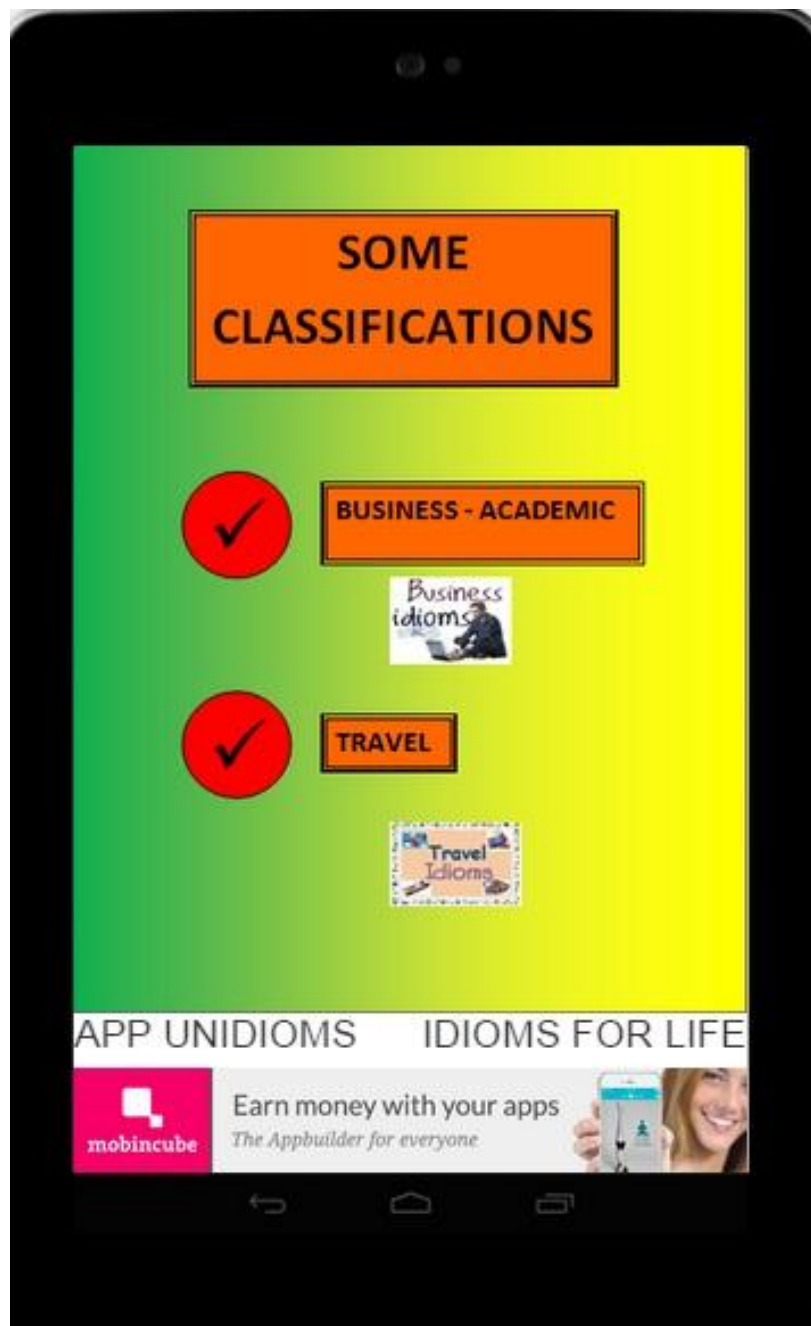 SOME
CLASSIFICATIONS
BUSINESS - ACADEMIC
Business
idioms
TRAVEL
Travel
Idioms
APP UNIDIOMS IDIOMS FOR LIFE
Earn money with your apps
The Appbuilder for everyone
mobincube